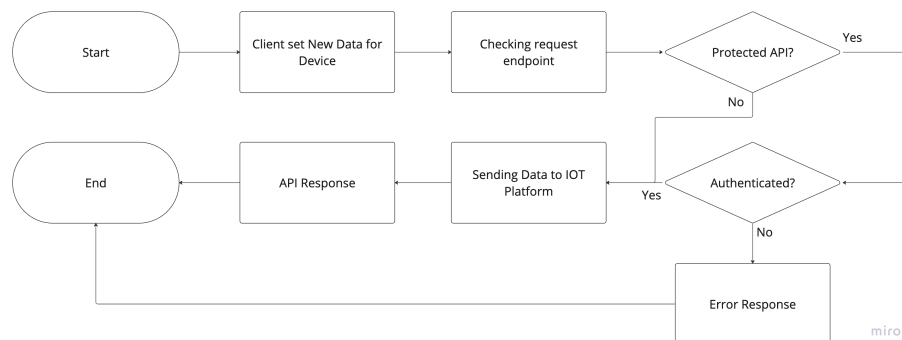 Start
Client set New Data for
Device
Checking request
endpoint
Protected API?
Yes
No
End
API Response
Sending Data to IOT
Platform
Yes
Authenticated?
No
Error Response
miro